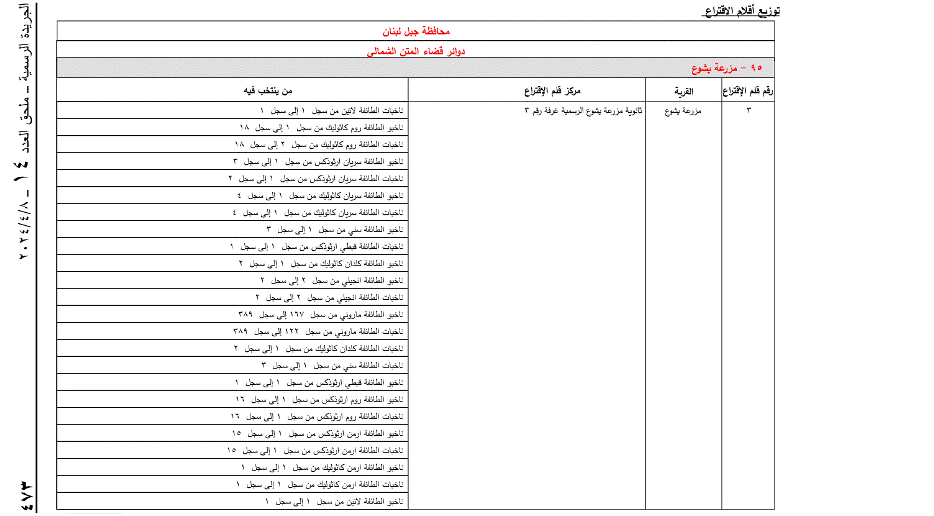 توزيع أقلام الإقتراع
محافظة جبل لبنان
دوائر قضاء المتن الشمالي
٩٥ - مزرعة يشوع
رقم قلم الإقتراع القرية مركز قلم الإقتراع من ينتخب فيه
٣ مزرعة يشوع ثانوية مزرعة يشوع الرسمية غرفة رقم ٣ ناخبات الطائفة لاتين من سجل ١ إلى سجل ١
ناخبو الطائفة روم كاثوليك من سجل ١ إلى سجل ١٨
ناخبات الطائفة روم كاثوليك من سجل ٢ إلى سجل ١٨
ناخبو الطائفة سريان ارثوذكس من سجل ١ إلى سجل ٣
ناخبات الطائفة سريان ارثوذكس من سجل ١ إلى سجل ٢
ناخبو الطائفة سريان كاثوليك من سجل ١ إلى سجل ٤
ناخبات الطائفة سريان كاثوليك من سجل ١ إلى سجل ٤
ناخبو الطائفة سني من سجل ١ إلى سجل ٣
ناخبات الطائفة قبطي ارثوذكس من سجل ١ إلى سجل ١
ناخبو الطائفة كلدان كاثوليك من سجل ١ إلى سجل ٢
ناخبو الطائفة انجيلي من سجل ٢ إلى سجل ٢
ناخبات الطائفة انجيلي من سجل ٢ إلى سجل ٢
ناخبو الطائفة ماروني من سجل ١٦٧ إلى سجل ٣٨٩
ناخبات الطائفة ماروني من سجل ١٢٢ إلى سجل ٣٨٩
ناخبات الطائفة كلدان كاثوليك من سجل ١ إلى سجل ٢
ناخبات الطائفة سني من سجل ١ إلى سجل ٣
ناخبو الطائفة قبطي ارثوذكس من سجل ١ إلى سجل ١
ناخبو الطائفة روم ارثوذكس من سجل ١ إلى سجل ١٦
ناخبات الطائفة روم ارثوذكس من سجل ١ إلى سجل ١٦
ناخبو الطائفة ارمن ارثوذكس من سجل ١ إلى سجل ١٥
ناخبات الطائفة ارمن ارثوذكس من سجل ١ إلى سجل ١٥
ناخبو الطائفة ارمن كاثوليك من سجل ١ إلى سجل ١
ناخبات الطائفة ارمن كاثوليك من سجل ١ إلى سجل ١
ناخبو الطائفة لاتين من سجل ١ إلى سجل ١
الجريدة الرسمية – ملحق العدد ١٤ – ٢٠٢٤/٤/٨
٤٧٣